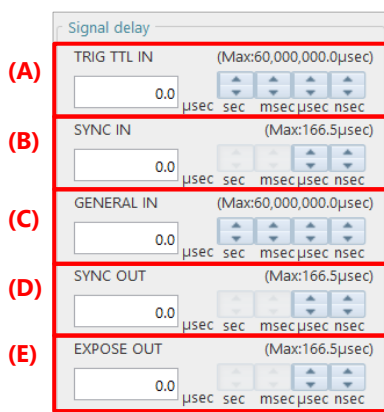 Signal delay
(A)
TRIG TTL IN (Max:60,000,000.0μsec)
0.0 μsec sec msec μsec nsec
(B)
SYNC IN (Max:166.5μsec)
0.0 μsec sec msec μsec nsec
(C)
GENERAL IN (Max:60,000,000.0μsec)
0.0 μsec sec msec μsec nsec
(D)
SYNC OUT (Max:166.5μsec)
0.0 μsec sec msec μsec nsec
(E)
EXPOSE OUT (Max:166.5μsec)
0.0 μsec sec msec μsec nsec